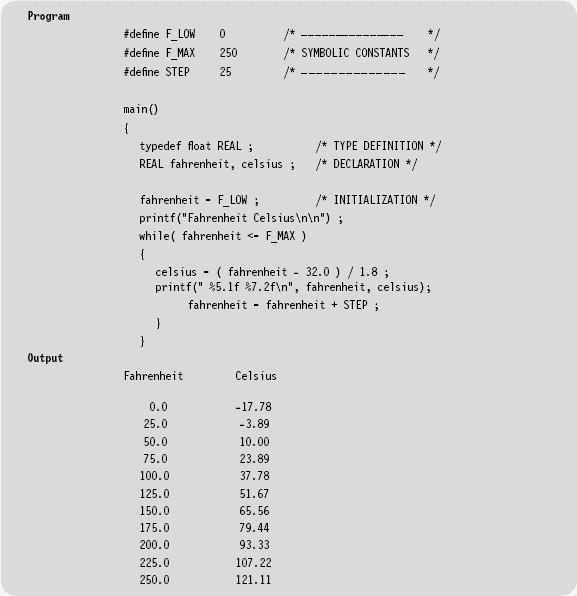 Program
#define F_LOW 0 /* --------------- */
#define F_MAX 250 /* SYMBOLIC CONSTANTS */
#define STEP 25 /* --------------- */
main()
{
typedef float REAL ; /* TYPE DEFINITION */
REAL fahrenheit, celsius ; /* DECLARATION */
fahrenheit = F_LOW ; /* INITIALIZATION */
printf("Fahrenheit Celsius\n\n") ;
while( fahrenheit <= F_MAX )
{
celsius = ( fahrenheit - 32.0 ) / 1.8 ;
printf(" %5.1f %7.2f\n", fahrenheit, celsius);
fahrenheit = fahrenheit + STEP ;
}
}
Output
Fahrenheit Celsius
0.0 -17.78
25.0 -3.89
50.0 10.00
75.0 23.89
100.0 37.78
125.0 51.67
150.0 65.56
175.0 79.44
200.0 93.33
225.0 107.22
250.0 121.11